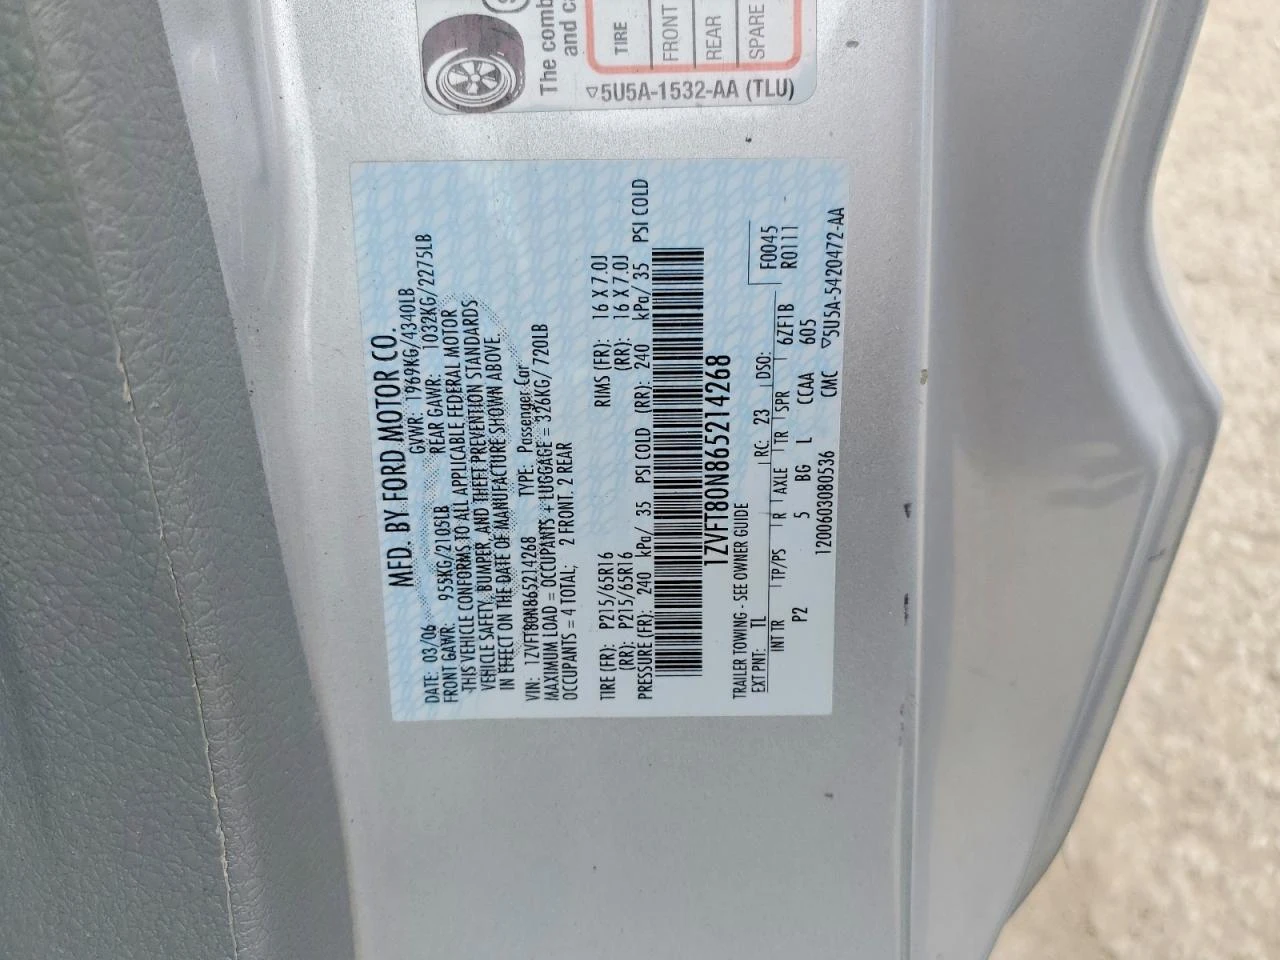 The comb
and ca
TIRE
FRONT
REAR
SPARE
5U5A-1532-AA (TLU)
MFD. BY FORD MOTOR CO.
DATE: 03/06 GVWR: 1969KG/4340LB
FRONT GAWR: 955KG/2105LB REAR GAWR: 1032KG/2275LB
THIS VEHICLE CONFORMS TO ALL APPLICABLE FEDERAL MOTOR
VEHICLE SAFETY, BUMPER, AND THEFT PREVENTION STANDARDS
IN EFFECT ON THE DATE OF MANUFACTURE SHOWN ABOVE.
VIN: 1ZVFT80N865214268 TYPE: Passenger Car
MAXIMUM LOAD = OCCUPANTS + LUGGAGE = 326KG/720LB
OCCUPANTS = 4 TOTAL; 2 FRONT. 2 REAR
TIRE (FR): P215/65R16 RIMS (FR): 16 X 7.0J
(RR): P215/65R16 (RR): 16 X 7.0J
PRESSURE (FR): 240 kPa/ 35 PSI COLD (RR): 240 kPa/ 35 PSI COLD
1ZVFT80N865214268
TRAILER TOWING - SEE OWNER GUIDE F0045
EXT PNT: TL RC: 23 DSO: R0111
INT TR TP/PS R AXLE TR SPR 6ZF1B
P2 5 BG L CCAA 605
1200603080536 CMC 5U5A-5420472-AA